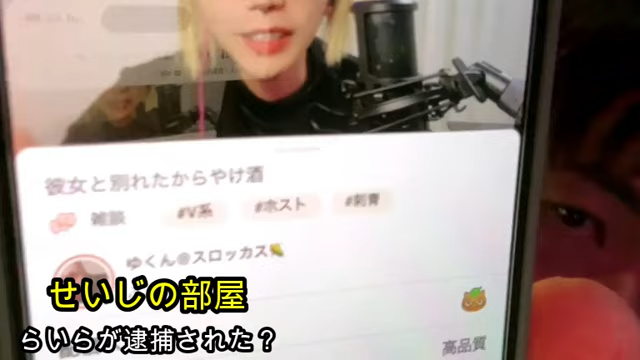 彼女と別れたからやけ酒
雑談 #V系 #ホスト #刺青
ゆくん@スロッカス
せいじの部屋
らいらが逮捕された？
高品質